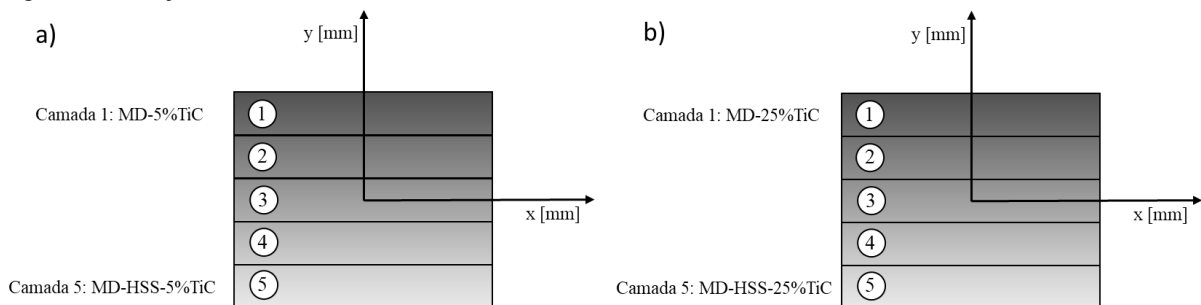 a)
y [mm]
Camada 1: MD-5%TiC
1
2
3
x [mm]
4
Camada 5: MD-HSS-5%TiC
5
b)
y [mm]
Camada 1: MD-25%TiC
1
2
3
x [mm]
4
Camada 5: MD-HSS-25%TiC
5